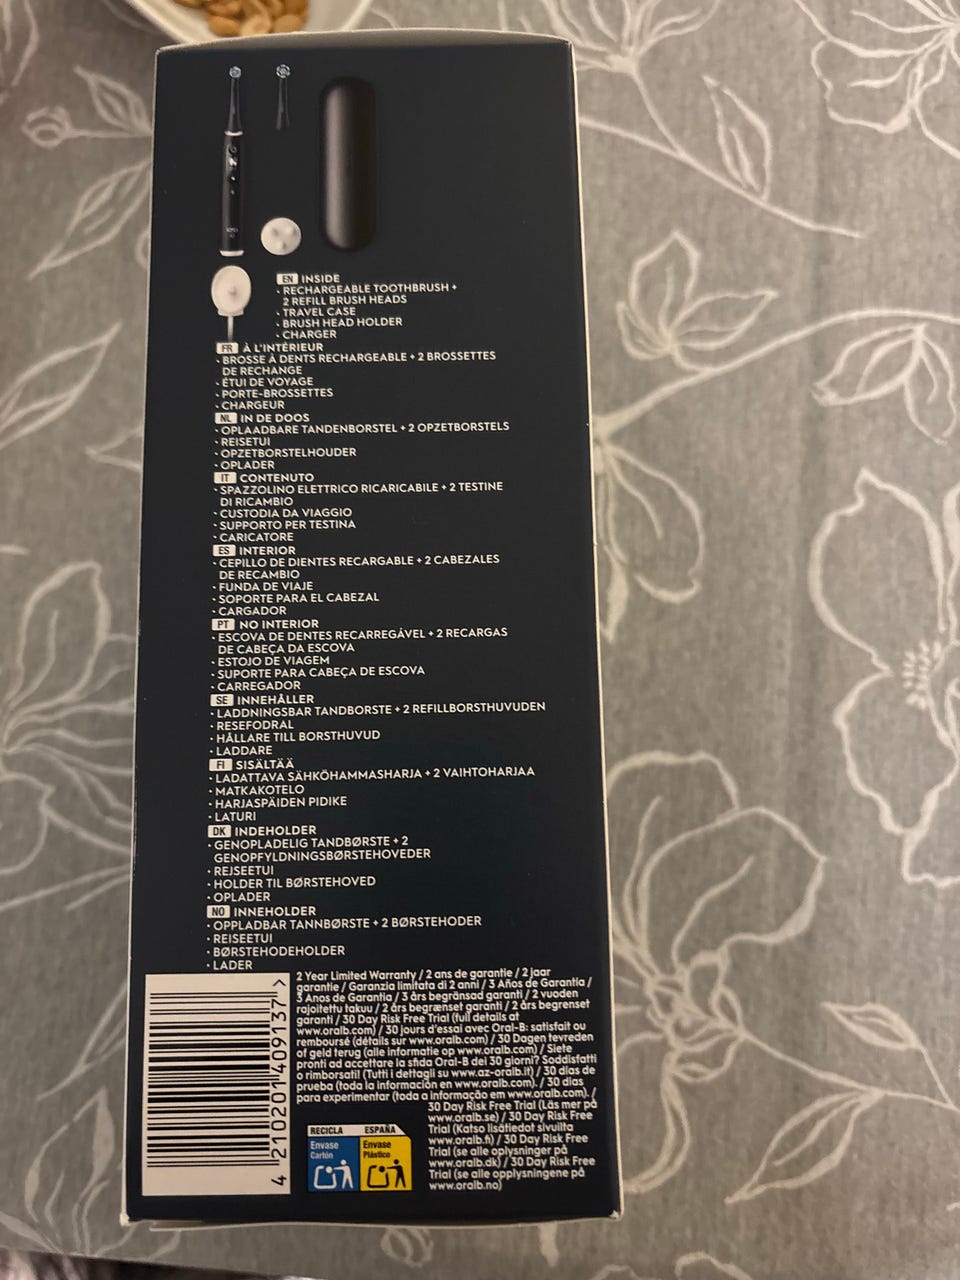 EN INSIDE
· RECHARGEABLE TOOTHBRUSH +
2 REFILL BRUSH HEADS
· TRAVEL CASE
· BRUSH HEAD HOLDER
· CHARGER
FR À L'INTÉRIEUR
· BROSSE À DENTS RECHARGEABLE + 2 BROSSETTES
DE RECHANGE
· ÉTUI DE VOYAGE
· PORTE-BROSSETTES
· CHARGEUR
NL IN DE DOOS
· OPLAADBARE TANDENBORSTEL + 2 OPZETBORSTELS
· REISETUI
· OPZETBORSTELHOUDER
· OPLADER
IT CONTENUTO
· SPAZZOLINO ELETTRICO RICARICABILE + 2 TESTINE
DI RICAMBIO
· CUSTODIA DA VIAGGIO
· SUPPORTO PER TESTINA
· CARICATORE
ES INTERIOR
· CEPILLO DE DIENTES RECARGABLE + 2 CABEZALES
DE RECAMBIO
· FUNDA DE VIAJE
· SOPORTE PARA EL CABEZAL
· CARGADOR
PT NO INTERIOR
· ESCOVA DE DENTES RECARREGÁVEL + 2 RECARGAS
DE CABEÇA DA ESCOVA
· ESTOJO DE VIAGEM
· SUPORTE PARA CABEÇA DE ESCOVA
· CARREGADOR
SE INNEHÅLLER
· LADDNINGSBAR TANDBORSTE + 2 REFILLBORSTHUVUDEN
· RESEFODRAL
· HÅLLARE TILL BORSTHUVUD
· LADDARE
FI SISÄLTÄÄ
· LADATTAVA SÄHKÖHAMMASHARJA + 2 VAIHTOHARJAA
· MATKAKOTELO
· HARJASPÄIDEN PIDIKE
· LATURI
DK INDEHOLDER
· GENOPLADELIG TANDBØRSTE + 2
GENOPFYLDNINGSBØRSTEHOVEDER
· REJSEETUI
· HOLDER TIL BØRSTEHOVED
· OPLADER
NO INNEHOLDER
· OPPLADBAR TANNBØRSTE + 2 BØRSTEHODER
· REISEETUI
· BØRSTEHODEHOLDER
· LADER
2 Year Limited Warranty / 2 ans de garantie / 2 jaar
garantie / Garanzia limitata di 2 anni / 3 Años de Garantía /
3 Anos de Garantia / 3 års begränsad garanti / 2 vuoden
rajoitettu takuu / 2 års begrænset garanti / 2 års begrenset
garanti / 30 Day Risk Free Trial (full details at
www.oralb.com) / 30 jours d'essai avec Oral-B: satisfait ou
remboursé (détails sur www.oralb.com) / 30 Dagen tevreden
of geld terug (alle informatie op www.oralb.com) / Siete
pronti ad accettare la sfida Oral-B dei 30 giorni? Soddisfatti
o rimborsati! (Tutti i dettagli su www.az-oralb.it) / 30 días de
prueba (toda la información en www.oralb.com). / 30 dias
para experimentar (toda a informação em www.oralb.com). /
30 Day Risk Free Trial (Läs mer på
www.oralb.se) / 30 Day Risk Free
Trial (Katso lisätiedot sivuilta
www.oralb.fi) / 30 Day Risk Free
Trial (se alle oplysninger på
www.oralb.dk) / 30 Day Risk Free
Trial (se alle opplysningene på
www.oralb.no)
RECICLA ESPAÑA
Envase Cartón
Envase Plástico
4 210201 409137 >